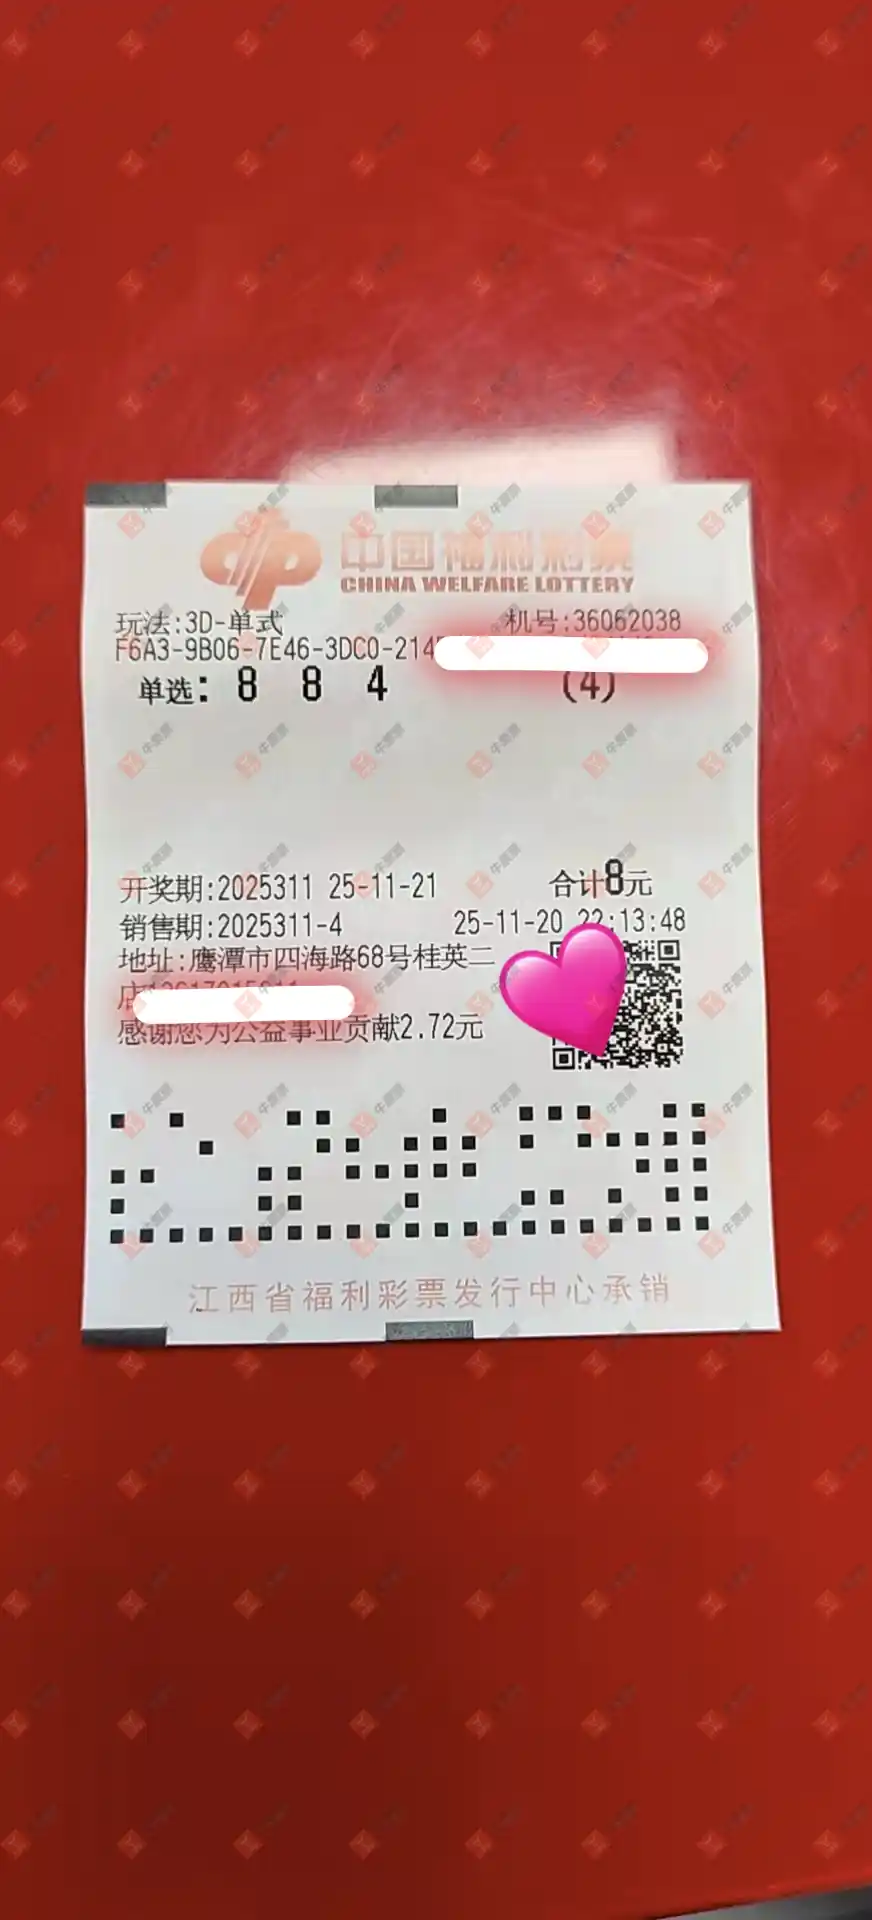 中国福利彩票
CHINA WELFARE LOTTERY
玩法:3D-单式 机号:36062038
F6A3-9B06-7E46-3DC0-214
单选: 8 8 4 (4)
开奖期:2025311 25-11-21 合计8元
销售期:2025311-4 25-11-20 22:13:48
地址:鹰潭市四海路68号桂英二
店
感谢您为公益事业贡献2.72元
江西省福利彩票发行中心承销